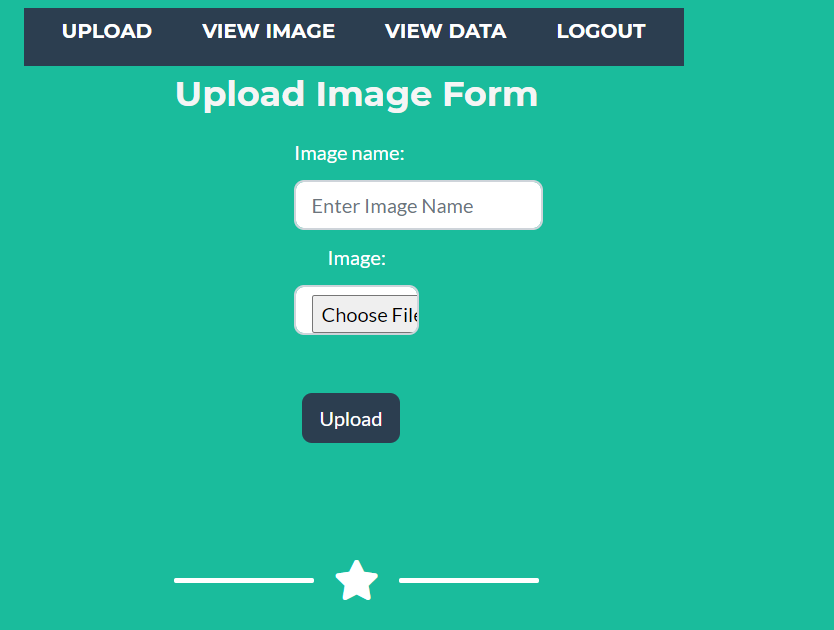 UPLOAD VIEW IMAGE VIEW DATA LOGOUT
Upload Image Form
Image name:
Enter Image Name
Image:
Choose File
Upload